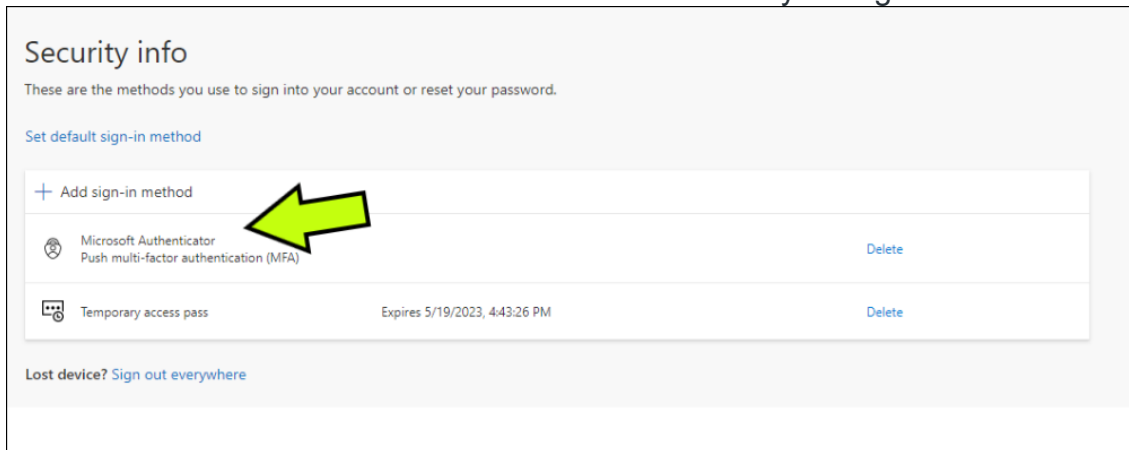 Security info
These are the methods you use to sign into your account or reset your password.
Set default sign-in method
+ Add sign-in method
Microsoft Authenticator
Push multi-factor authentication (MFA)
Delete
Temporary access pass
Expires 5/19/2023, 4:43:26 PM
Delete
Lost device? Sign out everywhere